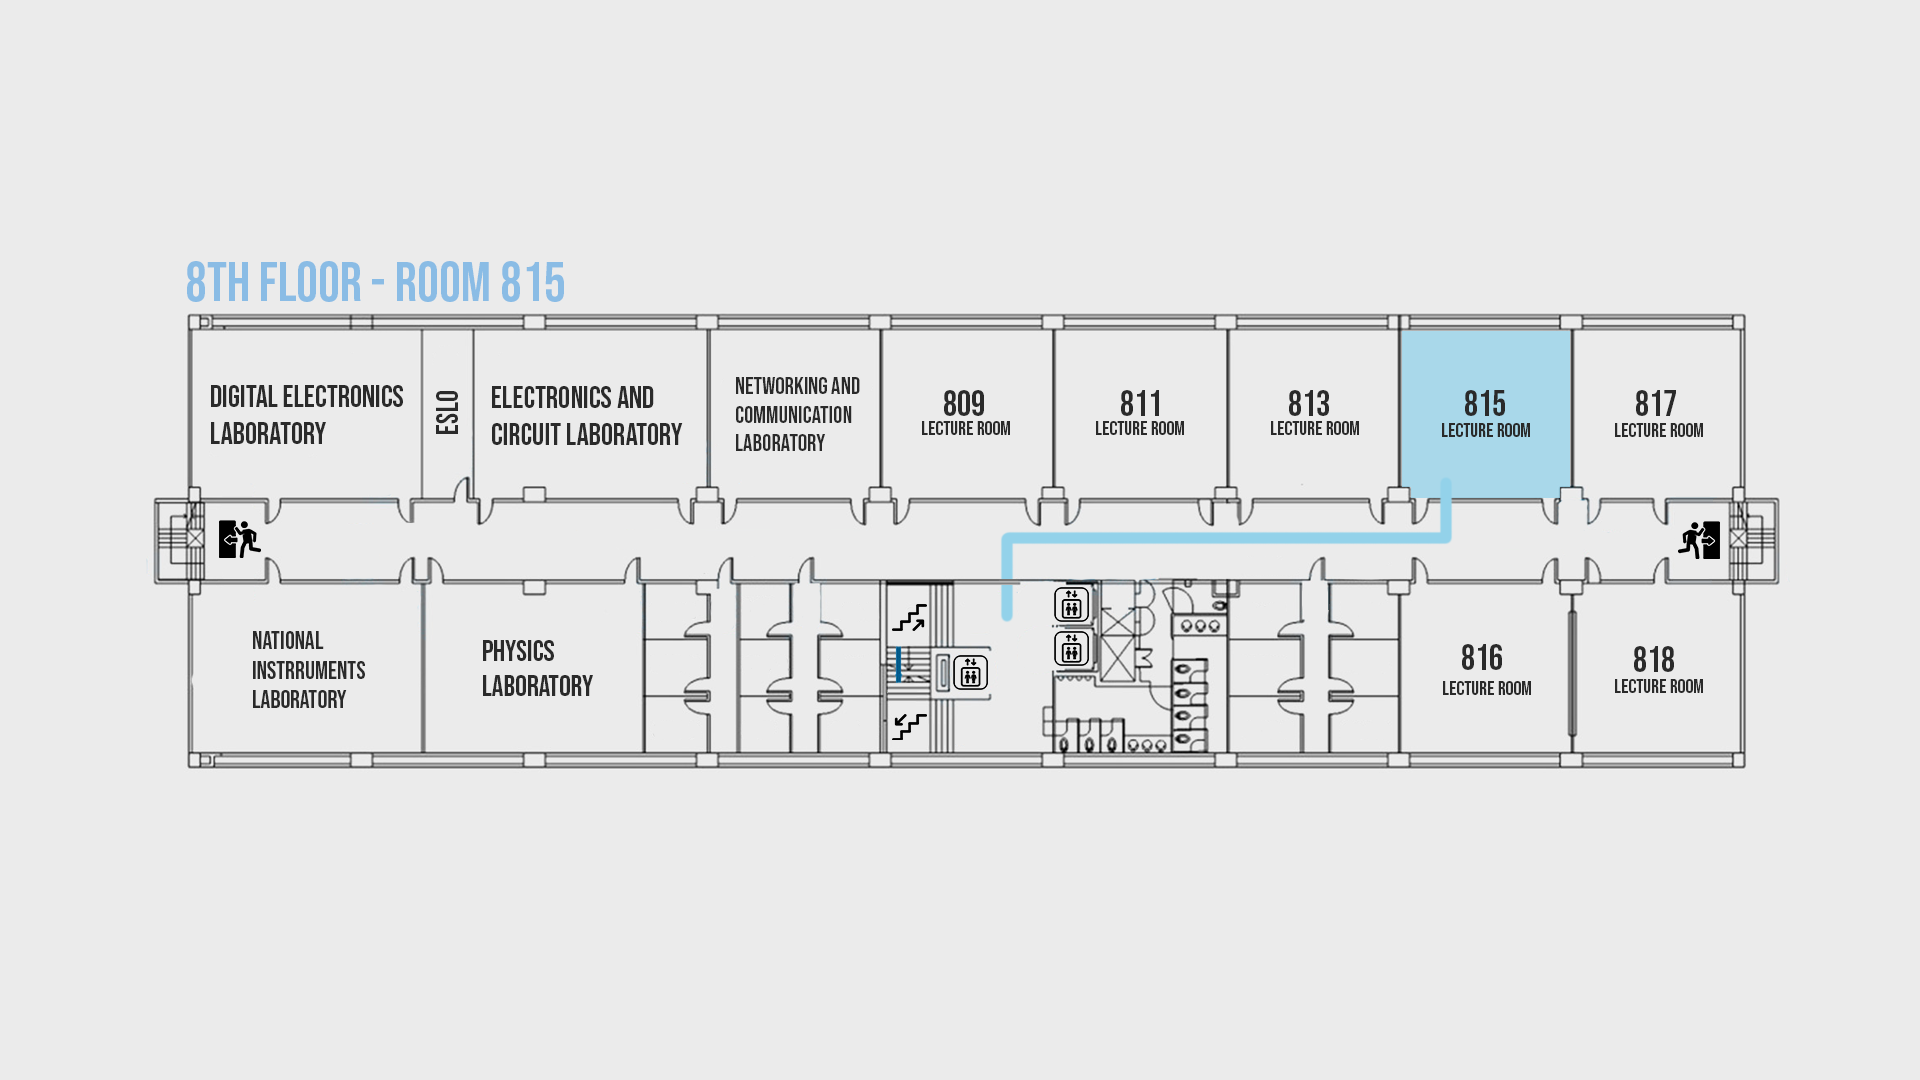 8TH FLOOR - ROOM 815
DIGITAL ELECTRONICS
LABORATORY
ESLO
ELECTRONICS AND
CIRCUIT LABORATORY
NETWORKING AND
COMMUNICATION
LABORATORY
809
LECTURE ROOM
811
LECTURE ROOM
813
LECTURE ROOM
815
LECTURE ROOM
817
LECTURE ROOM
NATIONAL
INSTRRUMENTS
LABORATORY
PHYSICS
LABORATORY
816
LECTURE ROOM
818
LECTURE ROOM